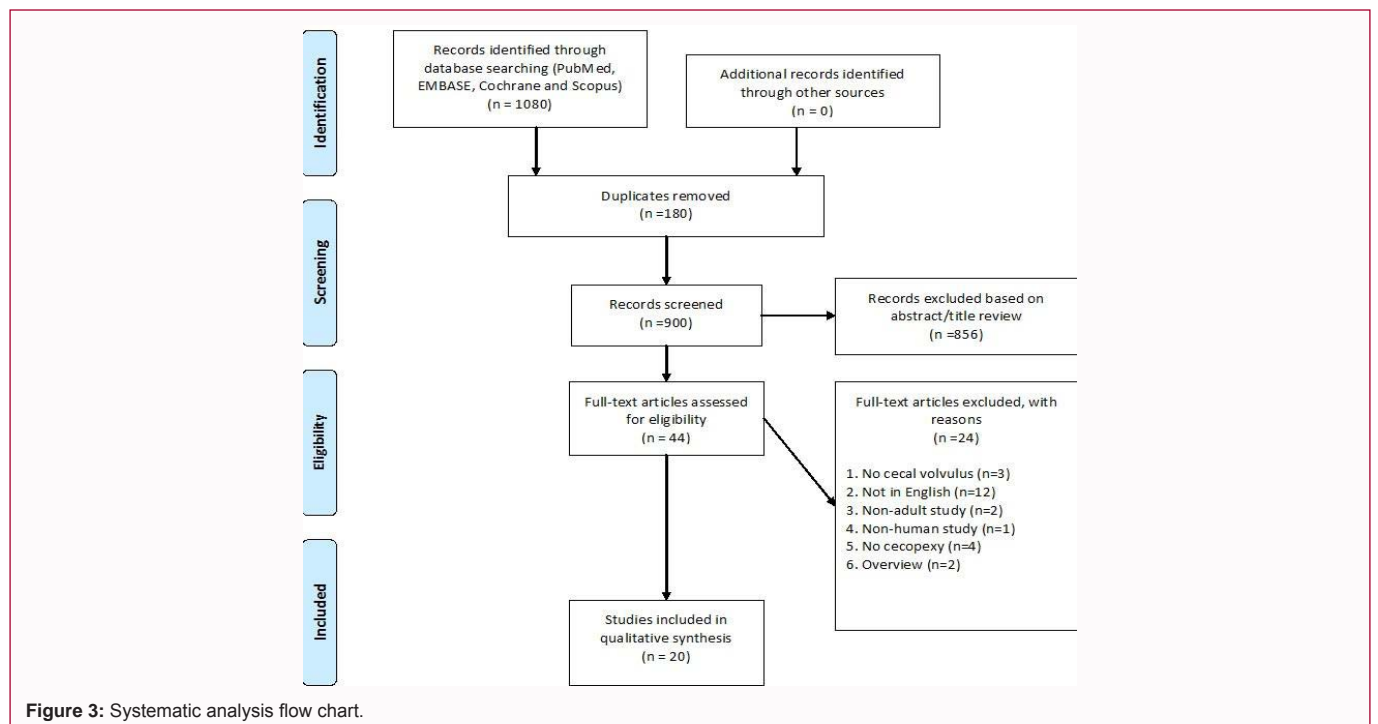 Identification
Records identified through
database searching (PubMed,
EMBASE, Cochrane and Scopus)
(n = 1080)
Additional records identified
through other sources
(n = 0)
Screening
Duplicates removed
(n =180)
Records screened
(n =900)
Records excluded based on
abstract/title review
(n =856)
Eligibility
Full-text articles assessed
for eligibility
(n = 44)
Full-text articles excluded, with
reasons
(n =24)
1. No cecal volvulus (n=3)
2. Not in English (n=12)
3. Non-adult study (n=2)
4. Non-human study (n=1)
5. No cecopexy (n=4)
6. Overview (n=2)
Included
Studies included in
qualitative synthesis
(n = 20)
Figure 3: Systematic analysis flow chart.